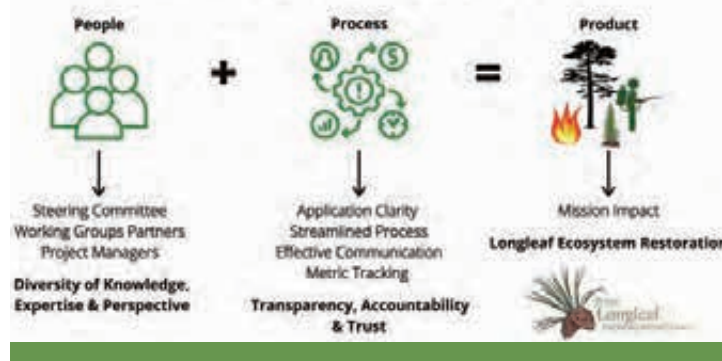 People
Process
Product
+
=
$
!
Steering Committee
Working Groups Partners
Project Managers
Diversity of Knowledge,
Expertise & Perspective
Application Clarity
Streamlined Process
Effective Communication
Metric Tracking
Transparency, Accountability
& Trust
Mission Impact
Longleaf Ecosystem Restoration
Longleaf